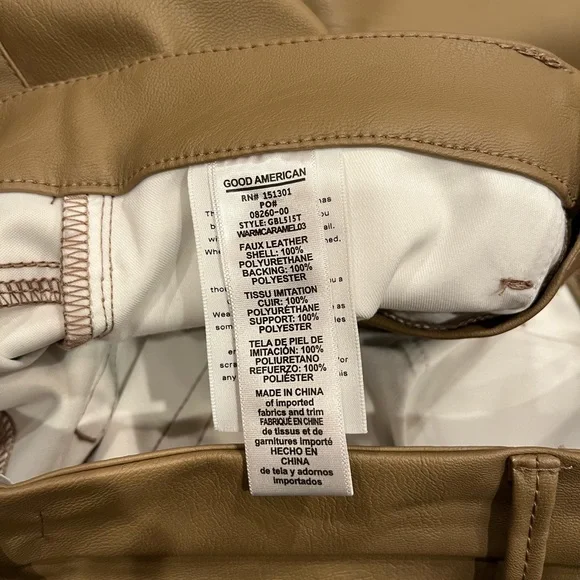 GOOD AMERICAN
RN# 151301
PO#
08260-00
STYLE: GBL515T
WARMCARAMEL03
FAUX LEATHER
SHELL: 100%
POLYURETHANE
BACKING: 100%
POLYESTER
TISSU IMITATION
CUIR: 100%
POLYURÉTHANE
SUPPORT: 100%
POLYESTER
TELA DE PIEL DE
IMITACIÓN: 100%
POLIURETANO
REFUERZO: 100%
POLIÉSTER
MADE IN CHINA
of imported
fabrics and trim
FABRIQUÉ EN CHINE
de tissus et de
garnitures importé
HECHO EN
CHINA
de tela y adornos
importados